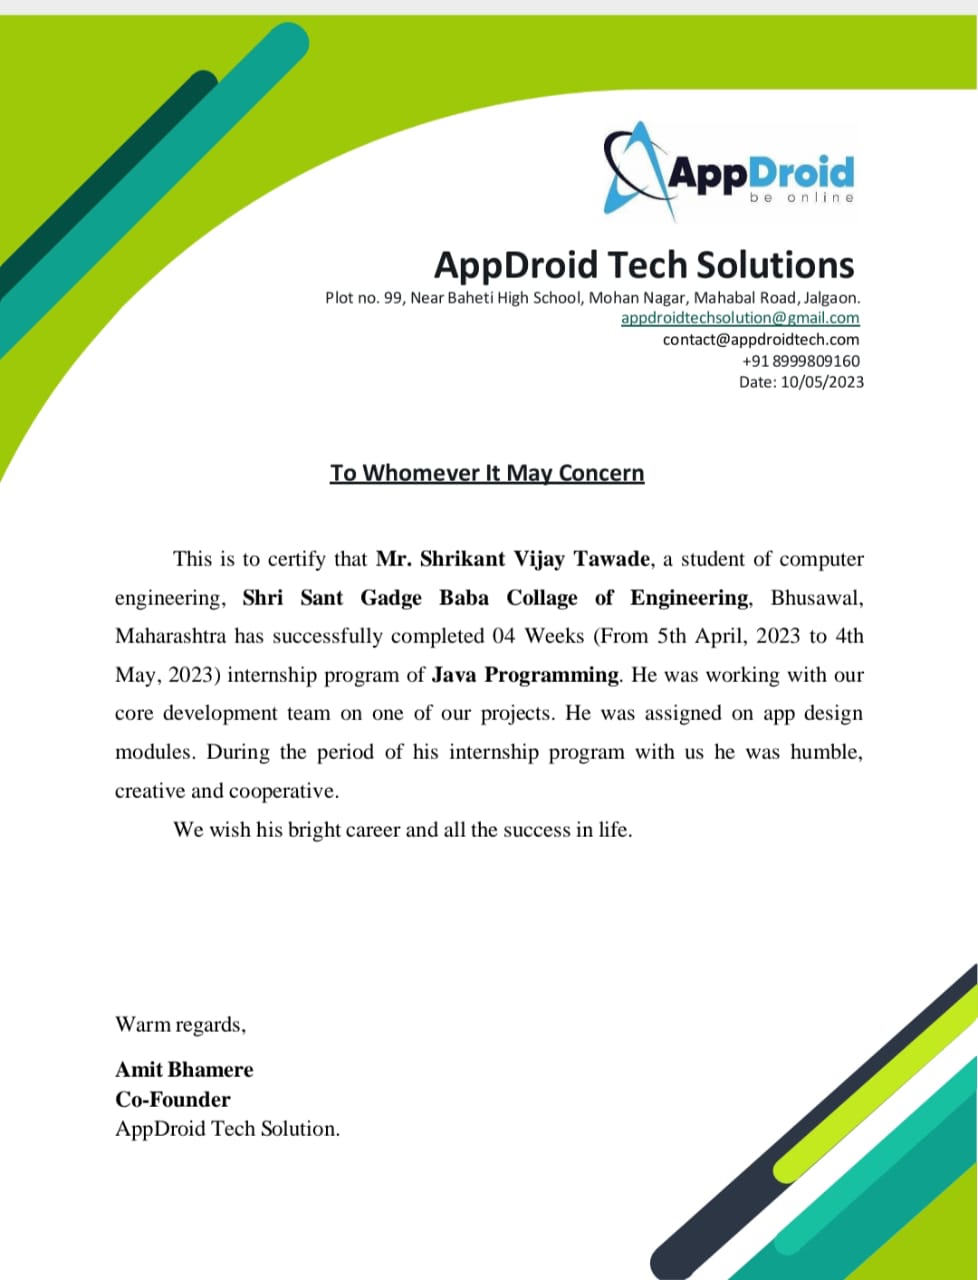 AppDroid
be online
AppDroid Tech Solutions
Plot no. 99, Near Baheti High School, Mohan Nagar, Mahabal Road, Jalgaon.
appdroidtechsolution@gmail.com
contact@appdroidtech.com
+91 8999809160
Date: 10/05/2023
To Whomever It May Concern
This is to certify that Mr. Shrikant Vijay Tawade, a student of computer
engineering, Shri Sant Gadge Baba Collage of Engineering, Bhusawal,
Maharashtra has successfully completed 04 Weeks (From 5th April, 2023 to 4th
May, 2023) internship program of Java Programming. He was working with our
core development team on one of our projects. He was assigned on app design
modules. During the period of his internship program with us he was humble,
creative and cooperative.
We wish his bright career and all the success in life.
Warm regards,
Amit Bhamere
Co-Founder
AppDroid Tech Solution.